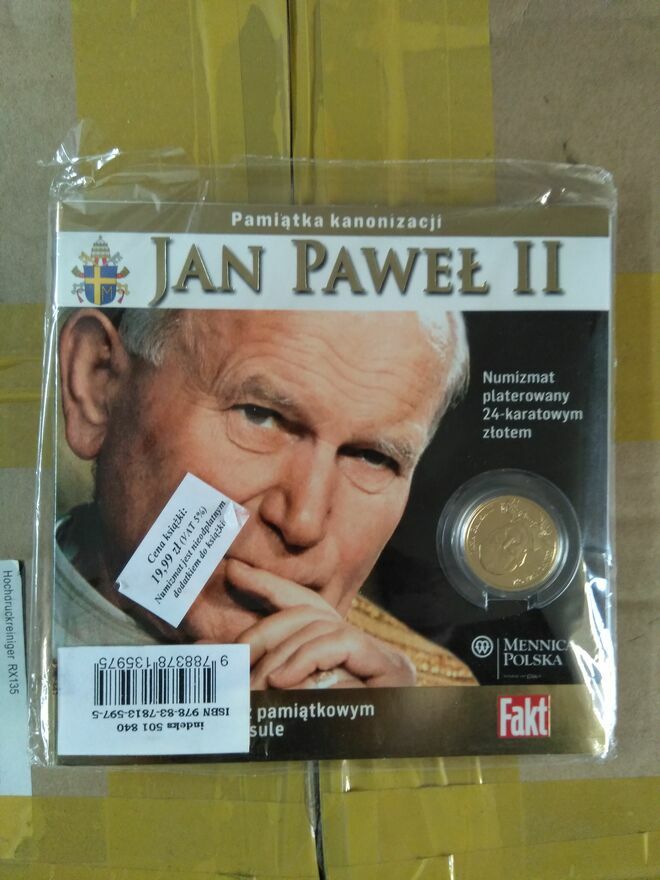 Pamiątka kanonizacji
JAN PAWEŁ II
Numizmat
platerowany
24-karatowym
złotem
Cena książki:
19,99 zł (VAT 5%)
Numizmat jest nieodpłatnym
dodatkiem do książki
MENNICA
POLSKA
Hochdruckreiniger RX135
9 788378 135975
ISBN 978-83-7813-597-5
indeks 501 840
z pamiątkowym
sule
Fakt